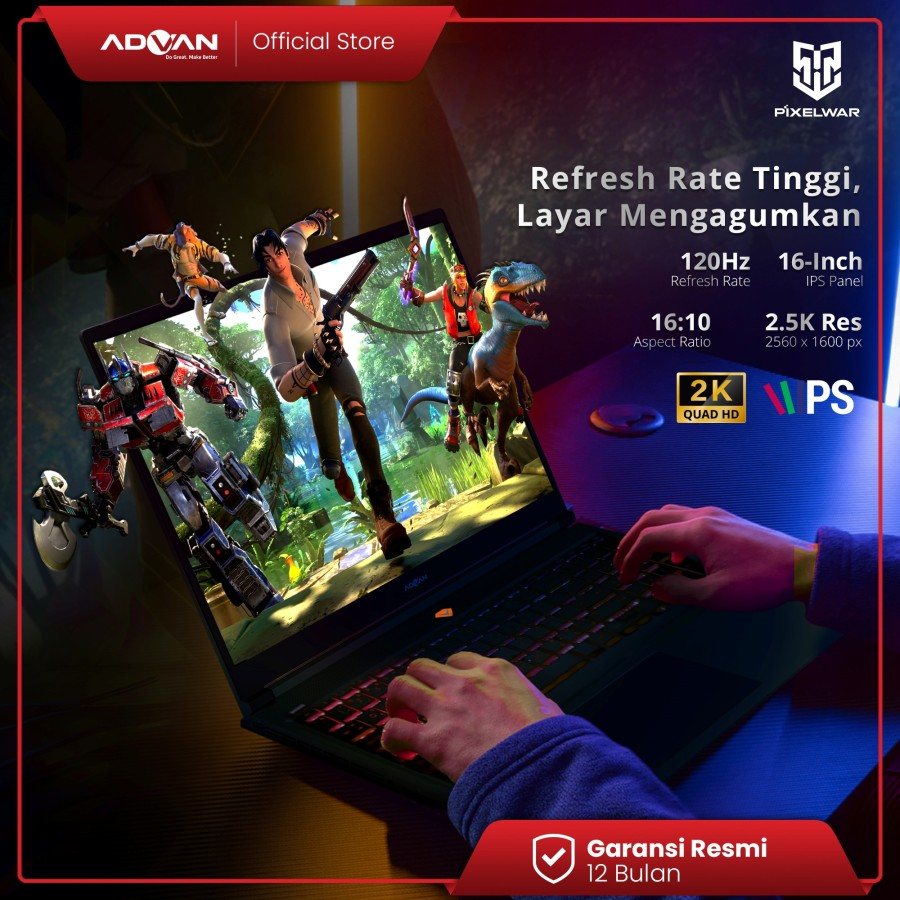 ADVAN
Do Great, Make Better
Official Store
PIXELWAR
Refresh Rate Tinggi,
Layar Mengagumkan
120Hz
Refresh Rate
16-Inch
IPS Panel
16:10
Aspect Ratio
2.5K Res
2560 x 1600 px
2K
QUAD HD
IPS
ADVAN
Garansi Resmi
12 Bulan